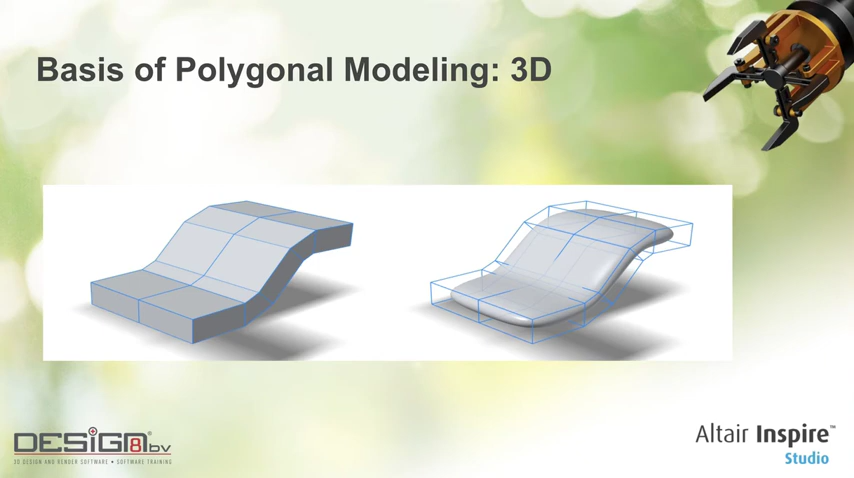 Basis of Polygonal Modeling: 3D
DESIGN8bv
3D DESIGN AND RENDER SOFTWARE • SOFTWARE TRAINING
Altair Inspire™
Studio